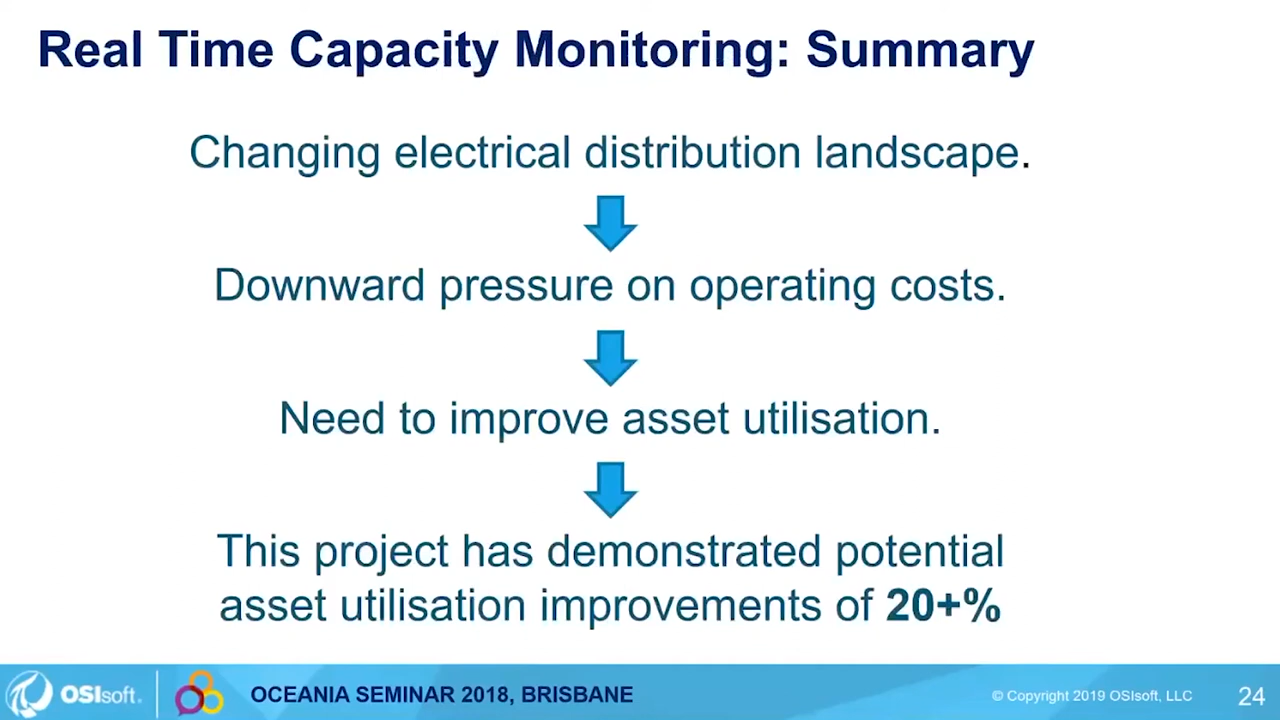 Real Time Capacity Monitoring: Summary
Changing electrical distribution landscape.
Downward pressure on operating costs.
Need to improve asset utilisation.
This project has demonstrated potential
asset utilisation improvements of 20+%
OSIsoft.
OCEANIA SEMINAR 2018, BRISBANE
© Copyright 2019 OSIsoft, LLC
24